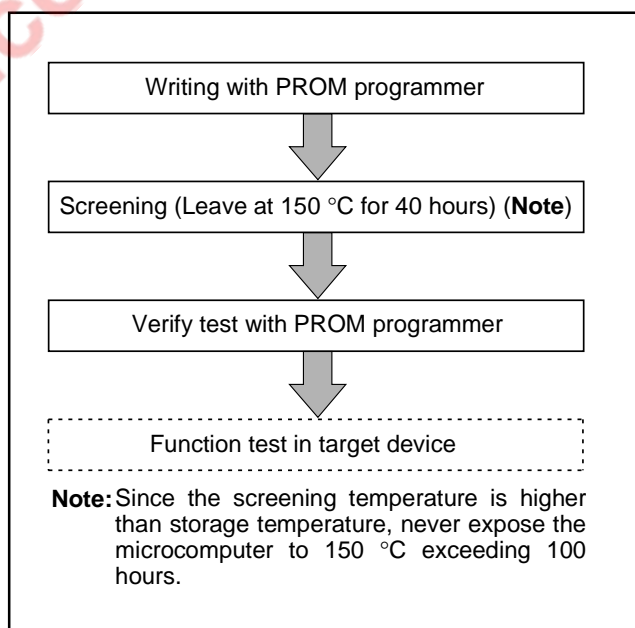 Writing with PROM programmer
Screening (Leave at 150 °C for 40 hours) (Note)
Verify test with PROM programmer
Function test in target device
Note: Since the screening temperature is higher
than storage temperature, never expose the
microcomputer to 150 °C exceeding 100
hours.